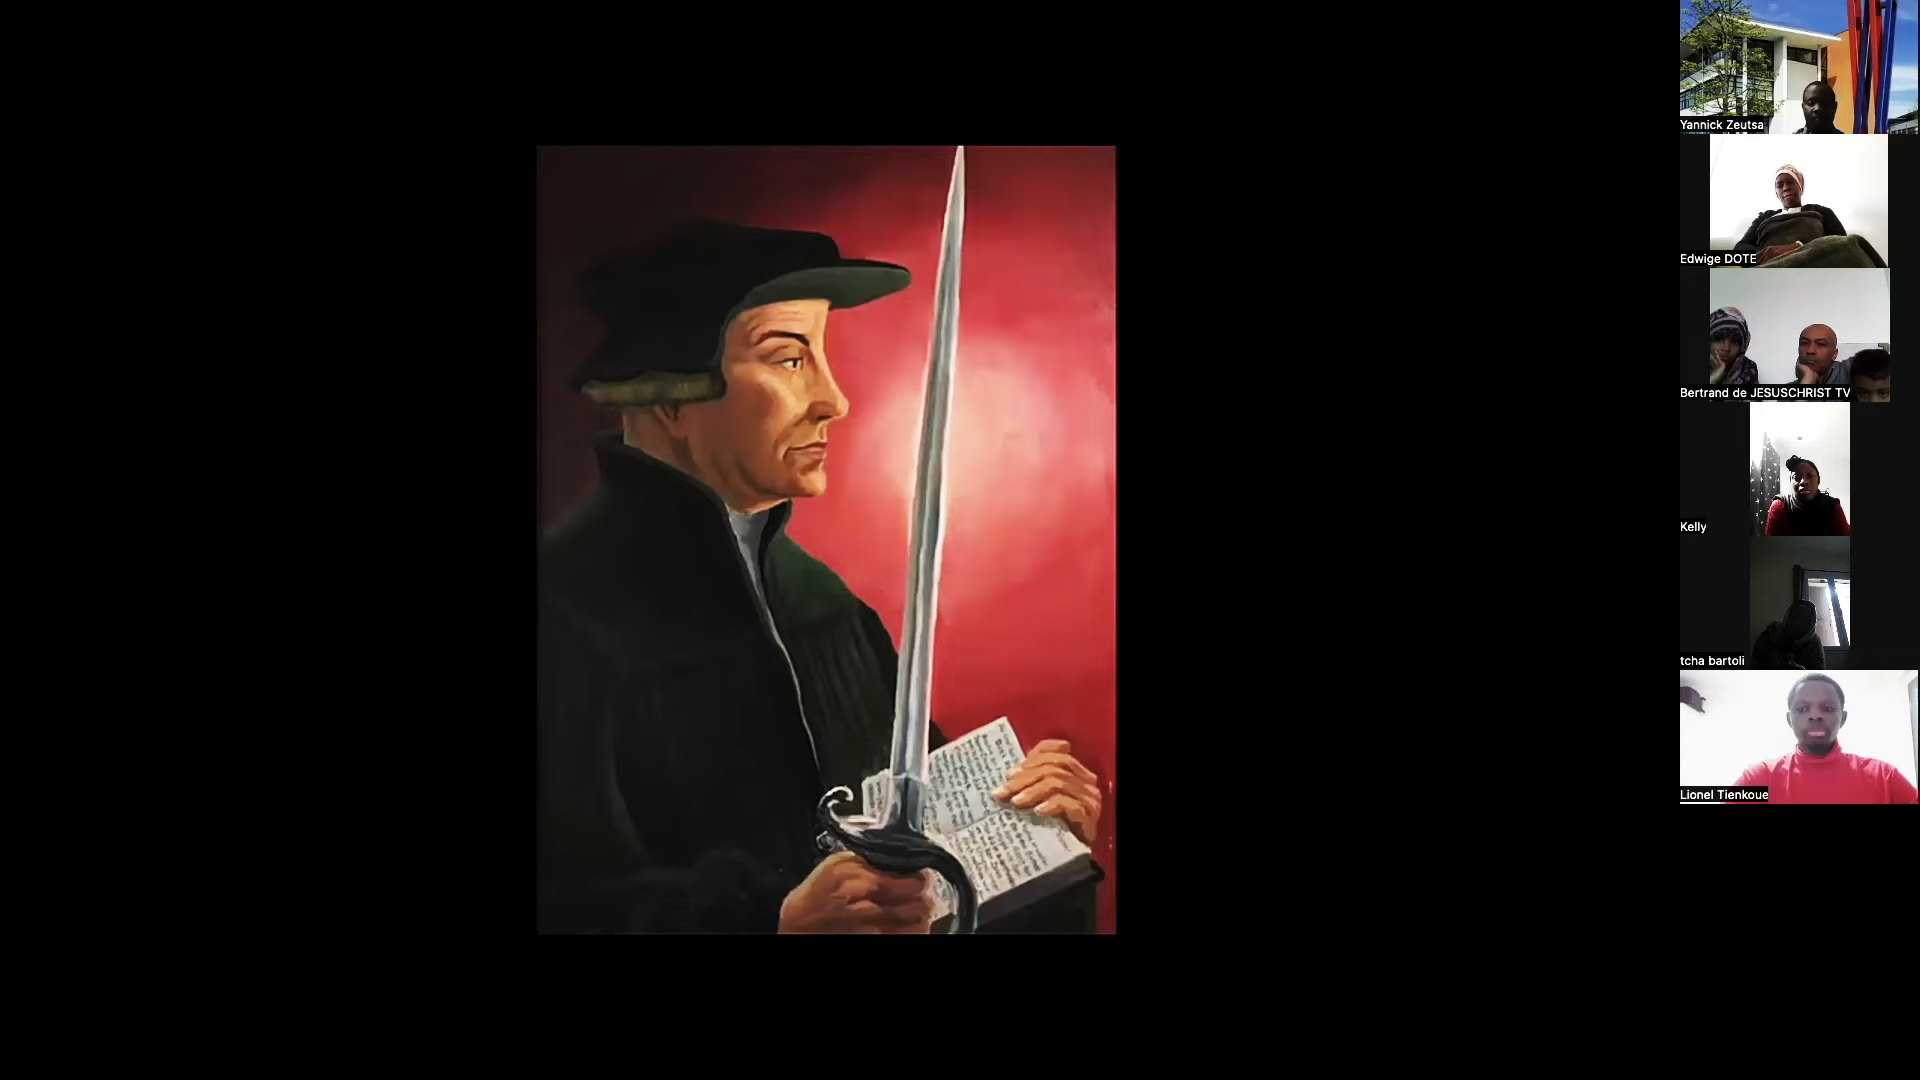 Yannick Zeutsa
Edwige DOTE
Bertrand de JESUSCHRIST TV
Kelly
tcha bartoli
Lionel Tienkoue